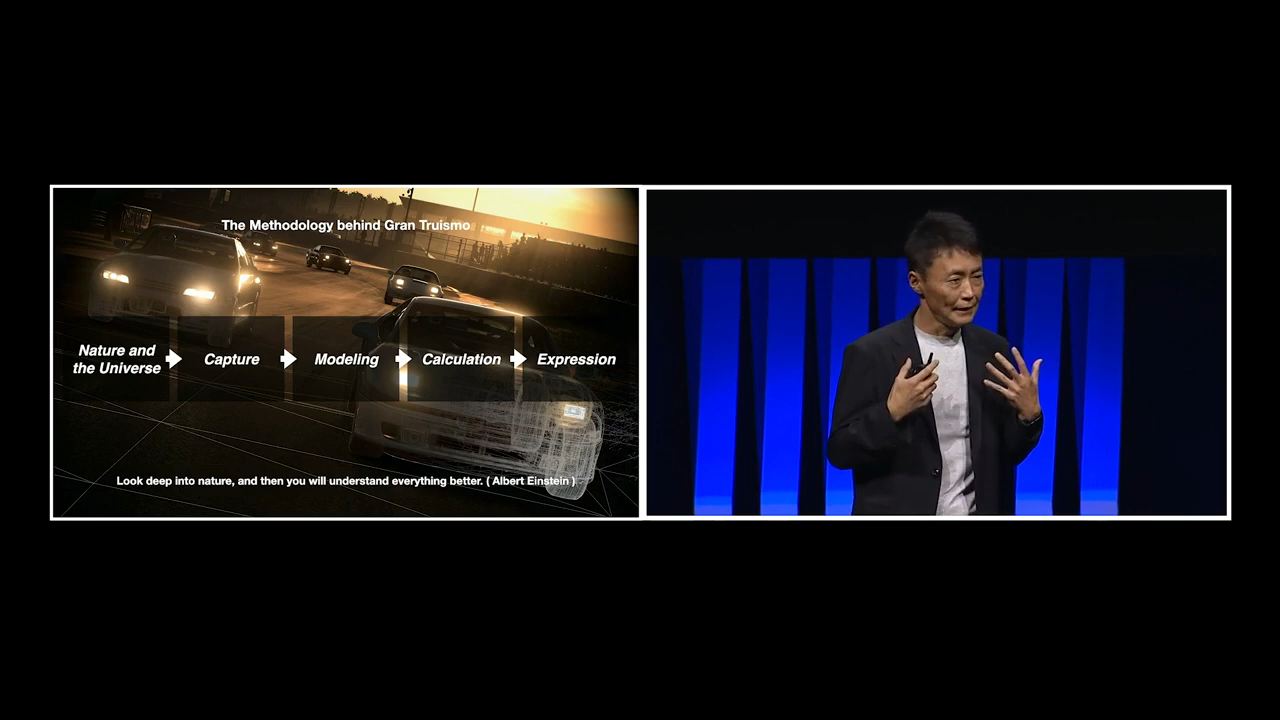 The Methodology behind Gran Truismo
Nature and
the Universe
Capture
Modeling
Calculation
Expression
Look deep into nature, and then you will understand everything better. ( Albert Einstein )